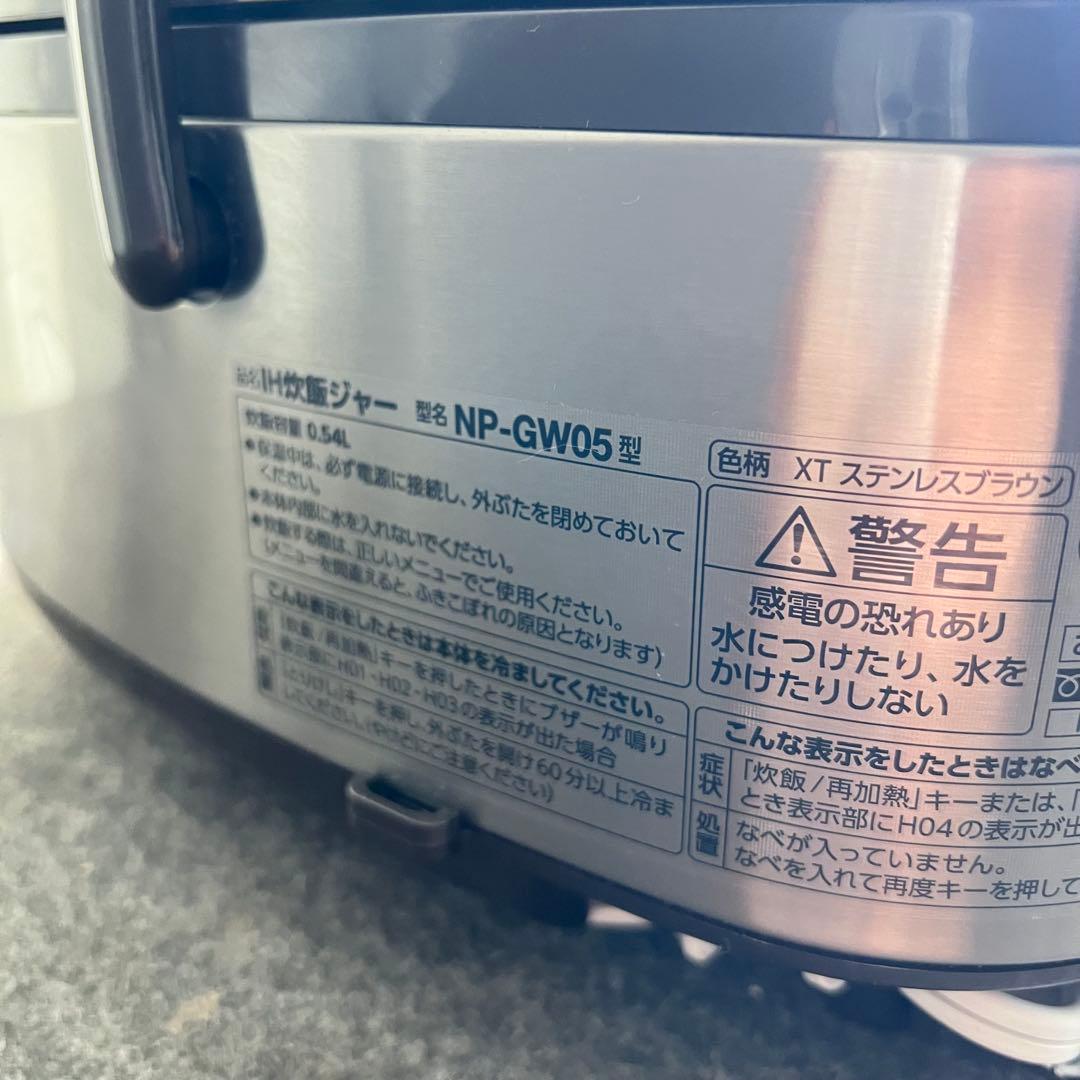 品名IH炊飯ジャー 型名 NP-GW05型
炊飯容量 0.54L
●保温中は、必ず電源に接続し、外ぶたを閉めておいて
ください。
●本体内部に水を入れないでください。
●炊飯する際は、正しいメニューでご使用ください。
(メニューを間違えると、ふきこぼれの原因となります)
こんな表示をしたときは本体を冷ましてください。
症状
「炊飯/再加熱」キーを押したときにブザーが鳴り
表示部にH01・H02・H03の表示が出た場合
処置
「とりけし」キーを押し、外ぶたを開け60分以上冷ま
してください。(やけどにご注意ください)
色柄 XT ステンレスブラウン
警告
感電の恐れあり
水につけたり、水を
かけたりしない
こんな表示をしたときはなべ
症状
「炊飯/再加熱」キーまたは、「
とき表示部にH04の表示が出
処置
なべが入っていません。
なべを入れて再度キーを押して